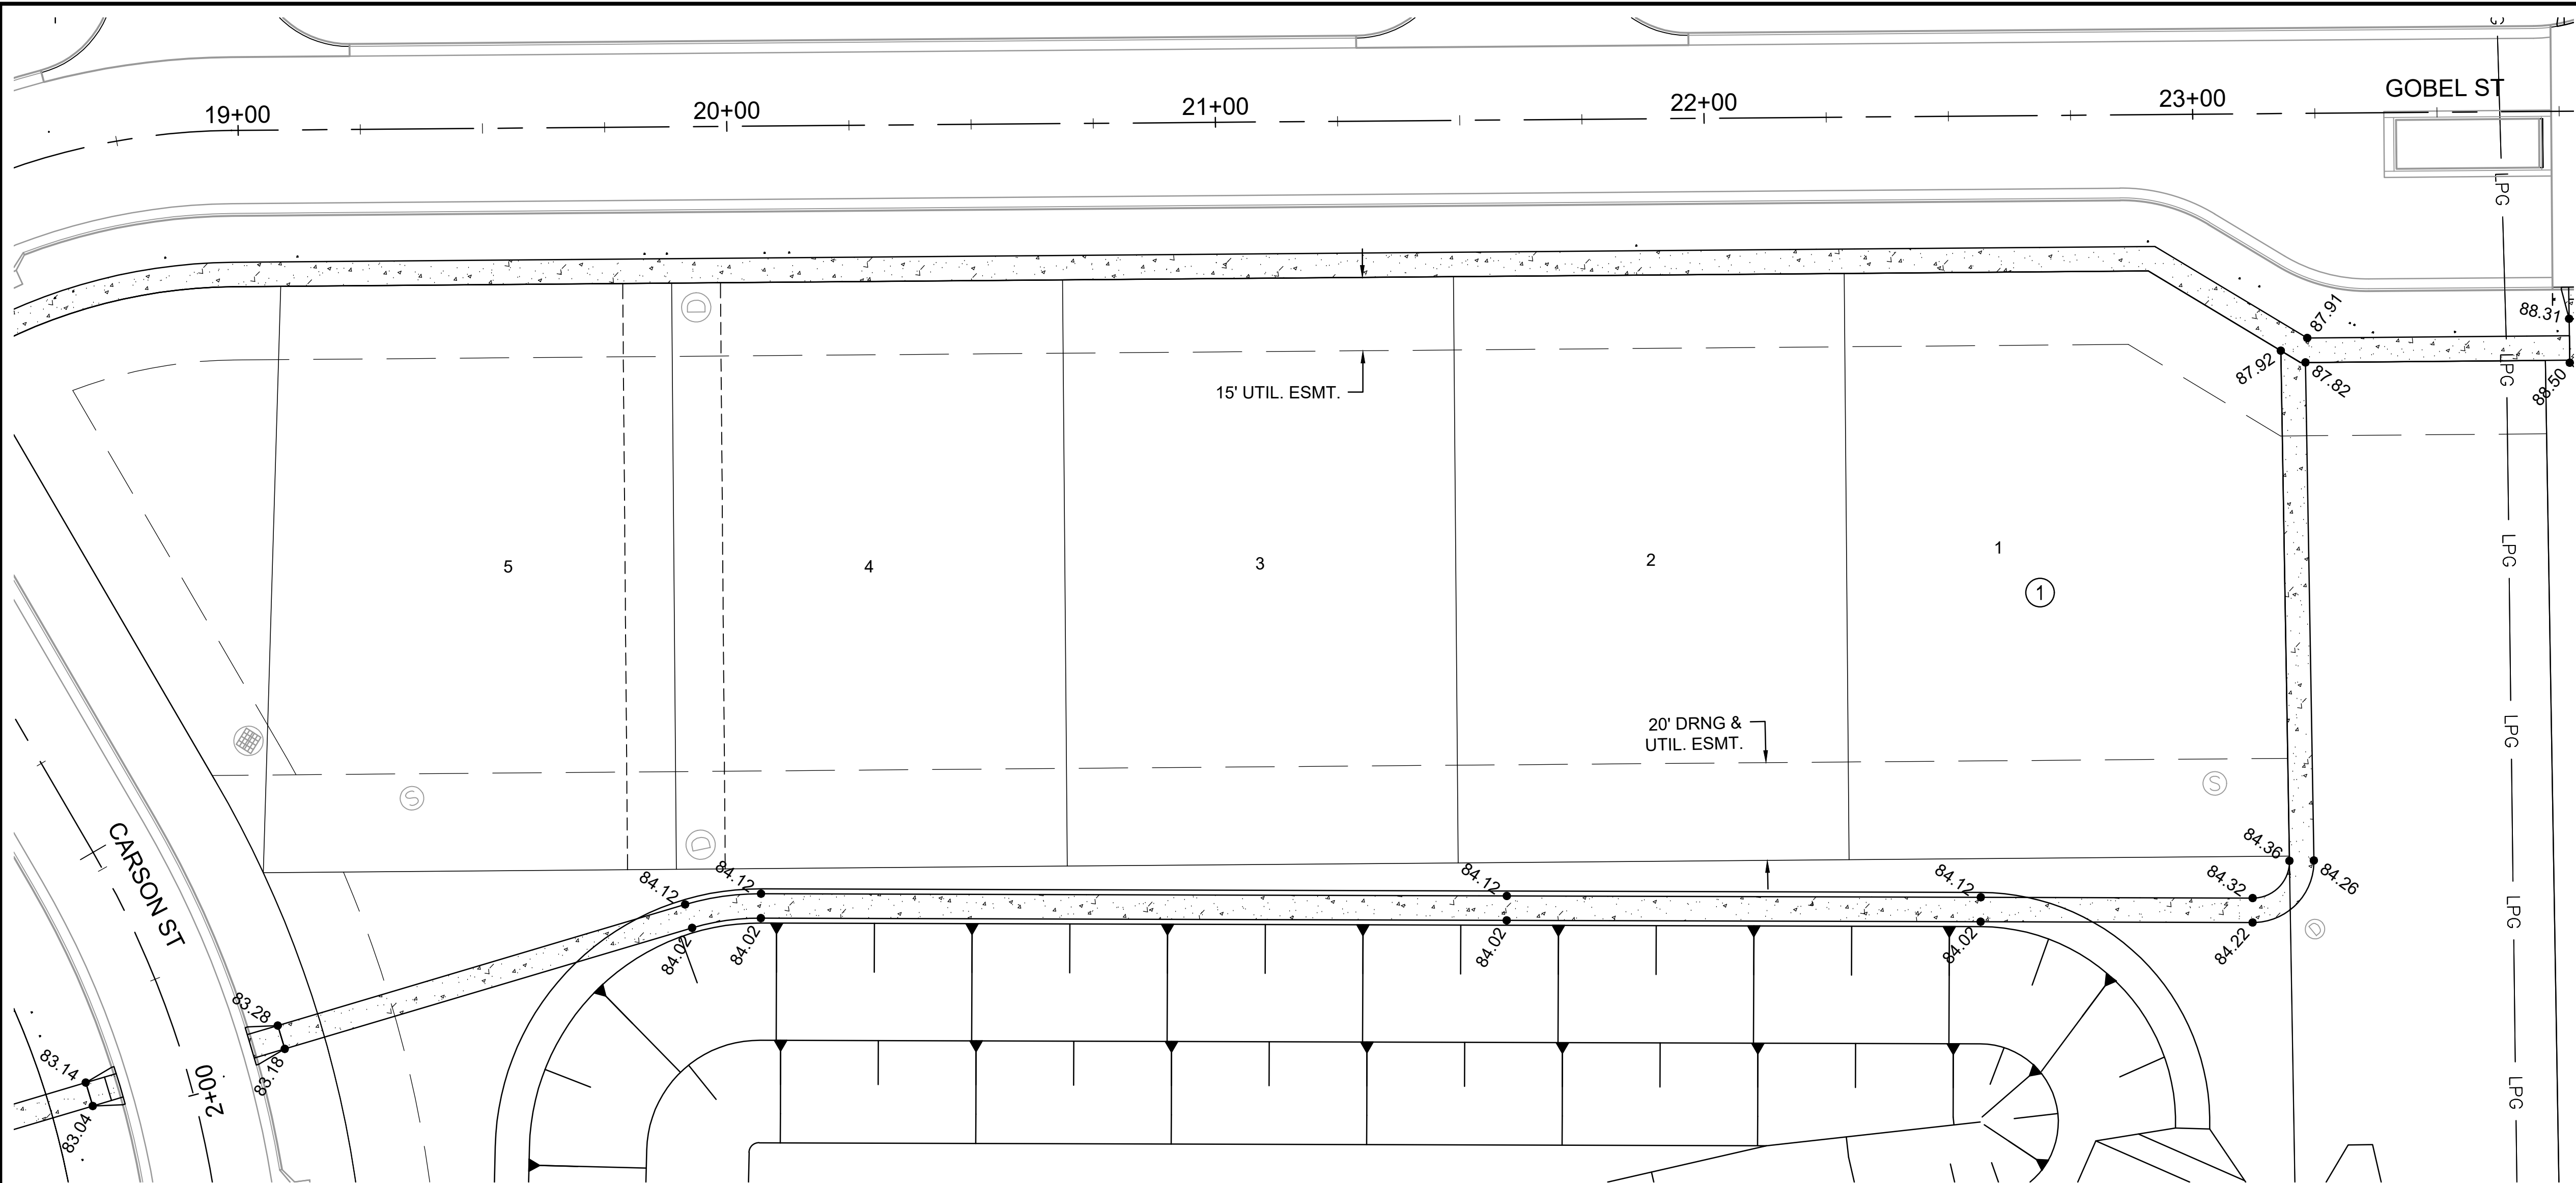 GOBEL ST
19+00
20+00
21+00
22+00
23+00
LPG
87.91
88.31
87.92
87.82
LPG
88.50
15' UTIL. ESMT.
D
5
4
3
2
1
1
LPG
20' DRNG &
UTIL. ESMT.
LPG
S
S
CARSON ST
D
84.12
84.12
84.12
84.12
84.36
84.32
84.26
LPG
D
84.02
84.02
84.02
84.02
84.22
83.28
83.18
83.14
83.04
2+00
LPG